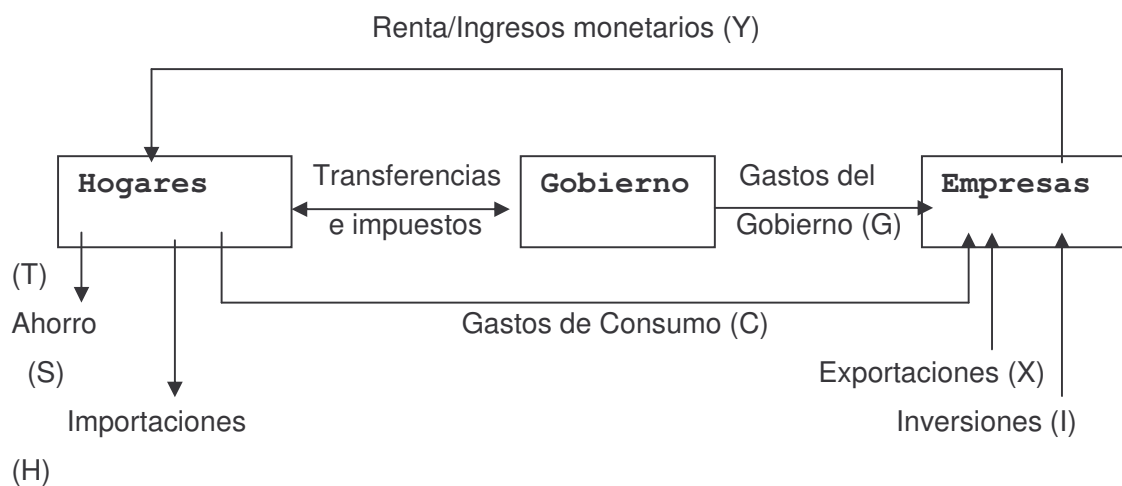 Renta/Ingresos monetarios (Y)
Hogares
Transferencias
e impuestos
Gobierno
Gastos del
Gobierno (G)
Empresas
(T)
Ahorro
Gastos de Consumo (C)
(S)
Exportaciones (X)
Importaciones
Inversiones (I)
(H)